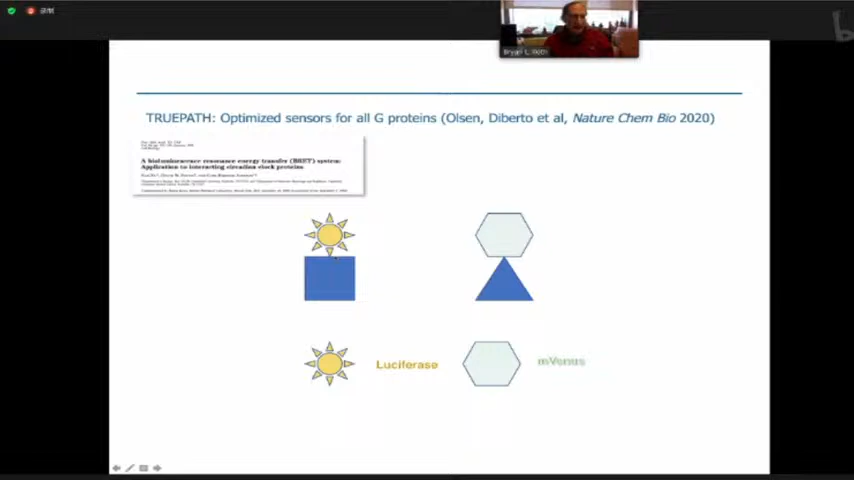 Bryan L. Roth
TRUEPATH: Optimized sensors for all G proteins (Olsen, Diberto et al, Nature Chem Bio 2020)
A bioluminescence resonance energy transfer (BRET) system:
Application to interacting circadian clock proteins
Luciferase
mVenus